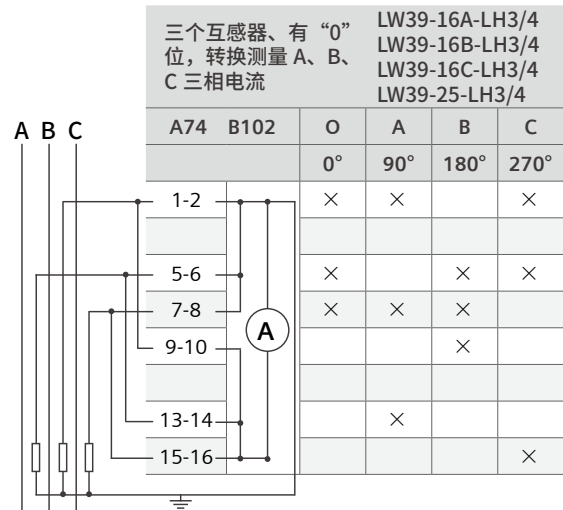 三个互感器、有“0”
位，转换测量 A、B、
C 三相电流
LW39-16A-LH3/4
LW39-16B-LH3/4
LW39-16C-LH3/4
LW39-25-LH3/4
A B C
A74 B102 O A B C
0° 90° 180° 270°
1-2 × × ×
5-6 × × ×
7-8 × × ×
A
9-10 ×
13-14 ×
15-16 ×